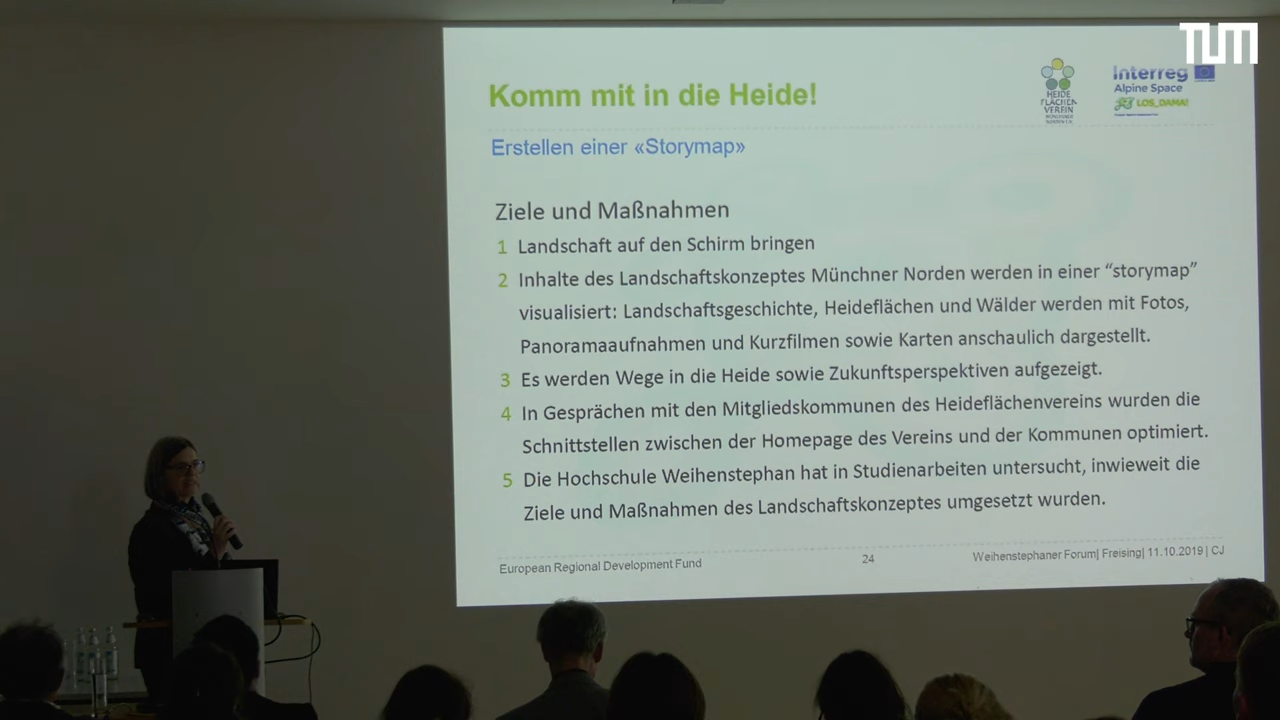 TUM
Komm mit in die Heide!
HEIDE
FLÄCHEN
VEREIN
Interreg
Alpine Space
LOS_DAMA!
Erstellen einer «Storymap»
Ziele und Maßnahmen
1 Landschaft auf den Schirm bringen
2 Inhalte des Landschaftskonzeptes Münchner Norden werden in einer “storymap”
visualisiert: Landschaftsgeschichte, Heideflächen und Wälder werden mit Fotos,
Panoramaaufnahmen und Kurzfilmen sowie Karten anschaulich dargestellt.
3 Es werden Wege in die Heide sowie Zukunftsperspektiven aufgezeigt.
4 In Gesprächen mit den Mitgliedskommunen des Heideflächenvereins wurden die
Schnittstellen zwischen der Homepage des Vereins und der Kommunen optimiert.
5 Die Hochschule Weihenstephan hat in Studienarbeiten untersucht, inwieweit die
Ziele und Maßnahmen des Landschaftskonzeptes umgesetzt wurden.
European Regional Development Fund
24
Weihenstephaner Forum| Freising| 11.10.2019 | CJ